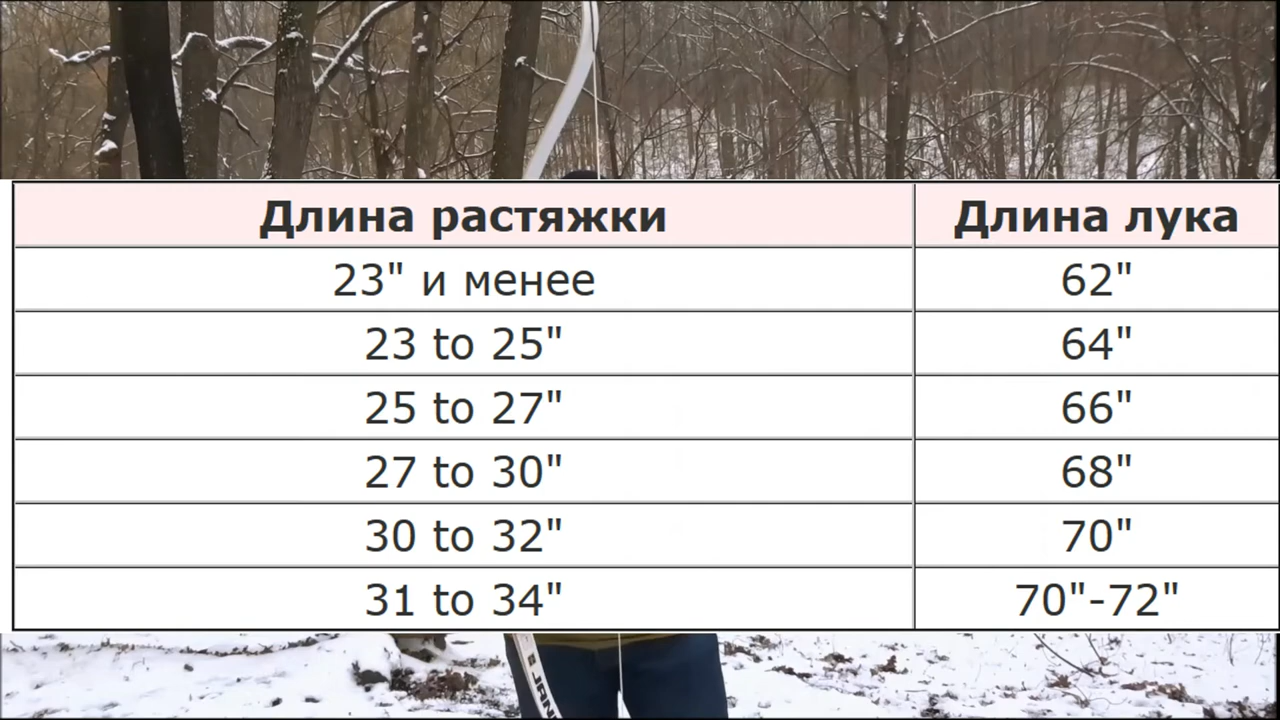 Длина растяжки Длина лука
23" и менее 62"
23 to 25" 64"
25 to 27" 66"
27 to 30" 68"
30 to 32" 70"
31 to 34" 70"-72"